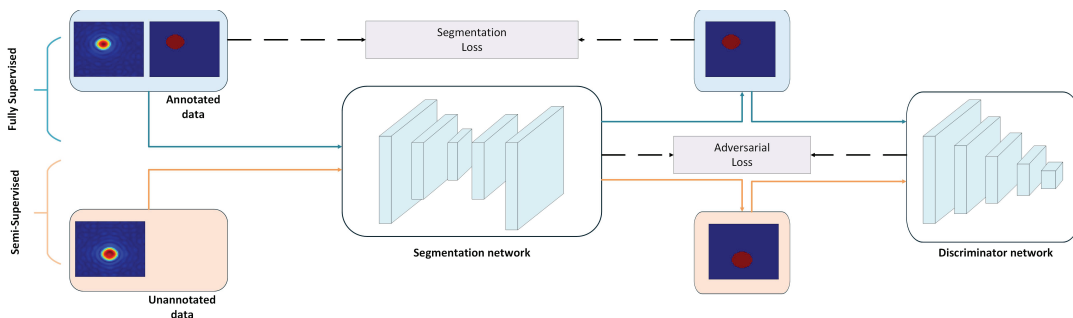 Fully Supervised
Semi-Supervised
Annotated
data
Unannotated
data
Segmentation
Loss
Segmentation network
Adversarial
Loss
Discriminator network